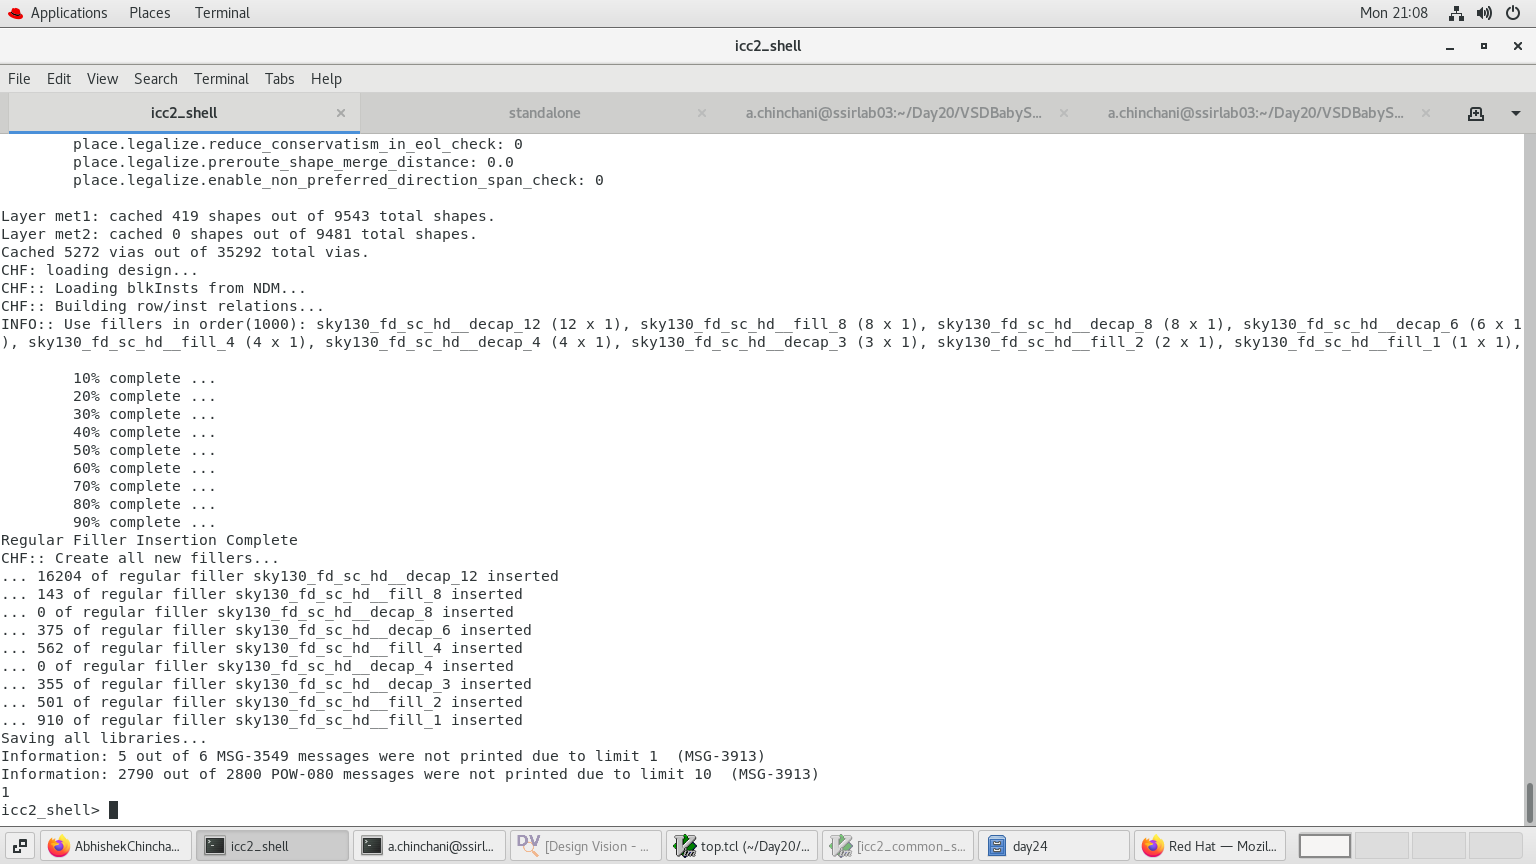 Applications Places Terminal Mon 21:08
icc2_shell
File Edit View Search Terminal Tabs Help
icc2_shell standalone a.chinchani@ssirlab03:~/Day20/VSDBabyS... a.chinchani@ssirlab03:~/Day20/VSDBabyS...
place.legalize.reduce_conservatism_in_eol_check: 0
place.legalize.preroute_shape_merge_distance: 0.0
place.legalize.enable_non_preferred_direction_span_check: 0
Layer met1: cached 419 shapes out of 9543 total shapes.
Layer met2: cached 0 shapes out of 9481 total shapes.
Cached 5272 vias out of 35292 total vias.
CHF: loading design...
CHF:: Loading blkInsts from NDM...
CHF:: Building row/inst relations...
INFO:: Use fillers in order(1000): sky130_fd_sc_hd__decap_12 (12 x 1), sky130_fd_sc_hd__fill_8 (8 x 1), sky130_fd_sc_hd__decap_8 (8 x 1), sky130_fd_sc_hd__decap_6 (6 x 1
), sky130_fd_sc_hd__fill_4 (4 x 1), sky130_fd_sc_hd__decap_4 (4 x 1), sky130_fd_sc_hd__decap_3 (3 x 1), sky130_fd_sc_hd__fill_2 (2 x 1), sky130_fd_sc_hd__fill_1 (1 x 1),
10% complete ...
20% complete ...
30% complete ...
40% complete ...
50% complete ...
60% complete ...
70% complete ...
80% complete ...
90% complete ...
Regular Filler Insertion Complete
CHF:: Create all new fillers...
... 16204 of regular filler sky130_fd_sc_hd__decap_12 inserted
... 143 of regular filler sky130_fd_sc_hd__fill_8 inserted
... 0 of regular filler sky130_fd_sc_hd__decap_8 inserted
... 375 of regular filler sky130_fd_sc_hd__decap_6 inserted
... 562 of regular filler sky130_fd_sc_hd__fill_4 inserted
... 0 of regular filler sky130_fd_sc_hd__decap_4 inserted
... 355 of regular filler sky130_fd_sc_hd__decap_3 inserted
... 501 of regular filler sky130_fd_sc_hd__fill_2 inserted
... 910 of regular filler sky130_fd_sc_hd__fill_1 inserted
Saving all libraries...
Information: 5 out of 6 MSG-3549 messages were not printed due to limit 1  (MSG-3913)
Information: 2790 out of 2800 POW-080 messages were not printed due to limit 10  (MSG-3913)
1
icc2_shell>
AbhishekChincha... icc2_shell a.chinchani@ssirl... [Design Vision - ... top.tcl (~/Day20/... [icc2_common_s... day24 Red Hat — Mozil...